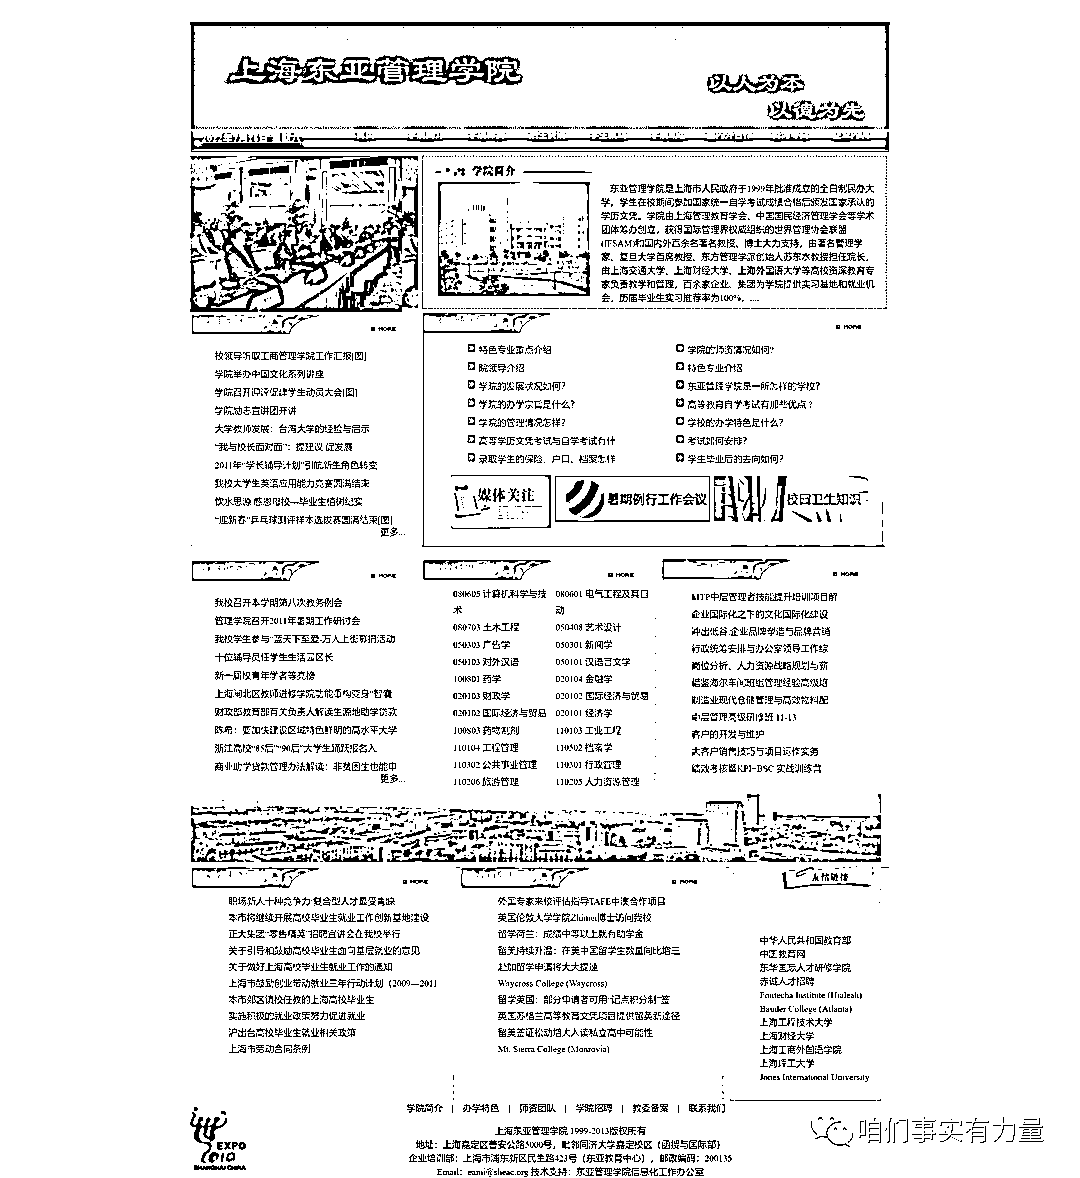 上海东亚管理学院
以人为本
以德为先
学院简介
东亚管理学院是上海市人民政府于1999年批准成立的全日制民办大
学，学生在校期间参加国家统一自学考试成绩合格后颁发国家承认的
学历文凭。学院由上海管理教育学会、中国国民经济管理学会等学术
团体筹办创立，获得国际管理界权威组织的世界管理协会联盟
(IFSAM)和国内外百余名著名教授、博士大力支持，由著名管理学
家、复旦大学首席教授、东方管理学派创始人苏东水教授担任院长，
由上海交通大学、上海财经大学、上海外国语大学等高校资深教育专
家负责教学和管理，百余家企业、集团为学院提供实习基地和就业机
会，历届毕业生实习推荐率为100%，....
MORE
校领导听取工商管理学院工作汇报[图]
学院举办中国文化系列讲座
学院召开迎评促建学生动员大会[图]
学院励志宣讲团开讲
大学教师发展：台湾大学的经验与启示
“我与校长面对面”：提建议 促发展
2011年“学长辅导计划”引航新生角色转变
我校大学生英语应用能力竞赛圆满结束
饮水思源 感恩母校—毕业生植树纪实
“迎新春”乒乓球测评样本选拔赛圆满结束[图]
更多...
MORE
特色专业重点介绍
院领导介绍
学院的发展状况如何?
学院的办学宗旨是什么?
学院的管理情况怎样?
高等学历文凭考试与自学考试有什
录取学生的保险、户口、档案怎样
学院的师资情况如何?
特色专业介绍
东亚管理学院是一所怎样的学校?
高等教育自学考试有那些优点?
学校的办学特色是什么?
考试如何安排?
学生毕业后的去向如何?
媒体关注
暑期例行工作会议
校园卫生知识
MORE
我校召开本学期第八次教务例会
管理学院召开2011年暑期工作研讨会
我校学生参与“蓝天下至爱-万人上街募捐活动
十位辅导员任学生生活园区长
新一届校青年学者等亮榜
上海闸北区教师进修学院功能重构变身“智囊
财政部教育部有关负责人解读生源地助学贷款
陈希：要加快建设区域特色鲜明的高水平大学
浙江高校“85后”“90后”大学生踊跃报名入
商业助学贷款管理办法解读：非贫困生也能申
更多...
MORE
080605 计算机科学与技
术
080703 土木工程
050303 广告学
050103 对外汉语
100801 药学
020103 财政学
020102 国际经济与贸易
100803 药物制剂
110104 工程管理
110302 公共事业管理
110206 旅游管理
080601 电气工程及其自
动
050408 艺术设计
050301 新闻学
050101 汉语言文学
020104 金融学
020102 国际经济与贸易
020101 经济学
110103 工业工程
110502 档案学
110301 行政管理
110205 人力资源管理
MORE
MTP中层管理者技能提升培训项目解
企业国际化之下的文化国际化建设
冲出低谷 企业品牌塑造与品牌营销
行政统筹安排与办公室领导工作综
岗位分析、人力资源战略规划与薪
精益海尔车间班组管理经验高级培
制造业现代仓储管理与高效物料配
中层管理高级研修班 11-13
客户的开发与维护
大客户销售技巧与项目运作实务
绩效考核暨KPI+BSC 实战训练营
MORE
职场新人十种竞争力 复合型人才最受青睐
本市将继续开展高校毕业生就业工作创新基地建设
正大集团“零售精英”招聘宣讲会在我校举行
关于引导和鼓励高校毕业生面向基层就业的意见
关于做好上海高校毕业生就业工作的通知
上海市鼓励创业带动就业三年行动计划（2009—2011
本市郊区镇校任教的上海高校毕业生
实施积极的就业政策努力促进就业
沪出台高校毕业生就业相关政策
上海市劳动合同条例
MORE
外国专家来校评估指导TAFE中澳合作项目
英国伦敦大学学院Zhimed博士访问我校
留学荷兰：成绩中等以上就有助学金
留美持续升温：在美中国留学生数量同比增三
赴加留学申请将大大提速
Waycross College (Waycross)
留学英国：部分申请者可用“记点积分制”签
英国苏格兰高等教育文凭项目提供留英新途径
留美签证松动增大入读私立高中可能性
Mt. Sierra College (Monrovia)
友情链接
中华人民共和国教育部
中国教育网
东华国际人才研修学院
赤诚人才招聘
Fontecha Institute (Hialeah)
Bauder College (Atlanta)
上海工程技术大学
上海财经大学
上海工商外国语学院
上海理工大学
Jones International University
学院简介 | 办学特色 | 师资团队 | 学院招聘 | 教委备案 | 联系我们
上海东亚管理学院 1999-2013版权所有
地址：上海嘉定区曹安公路5000号，毗邻同济大学嘉定校区（函授与国际部）
企业培训部：上海市浦东新区民生路423号（东亚教育中心），邮政编码：200135
Email：eami@sheac.org 技术支持：东亚管理学院信息化工作办公室
EXPO
2010
SHANGHAI CHINA
咱们事实有力量